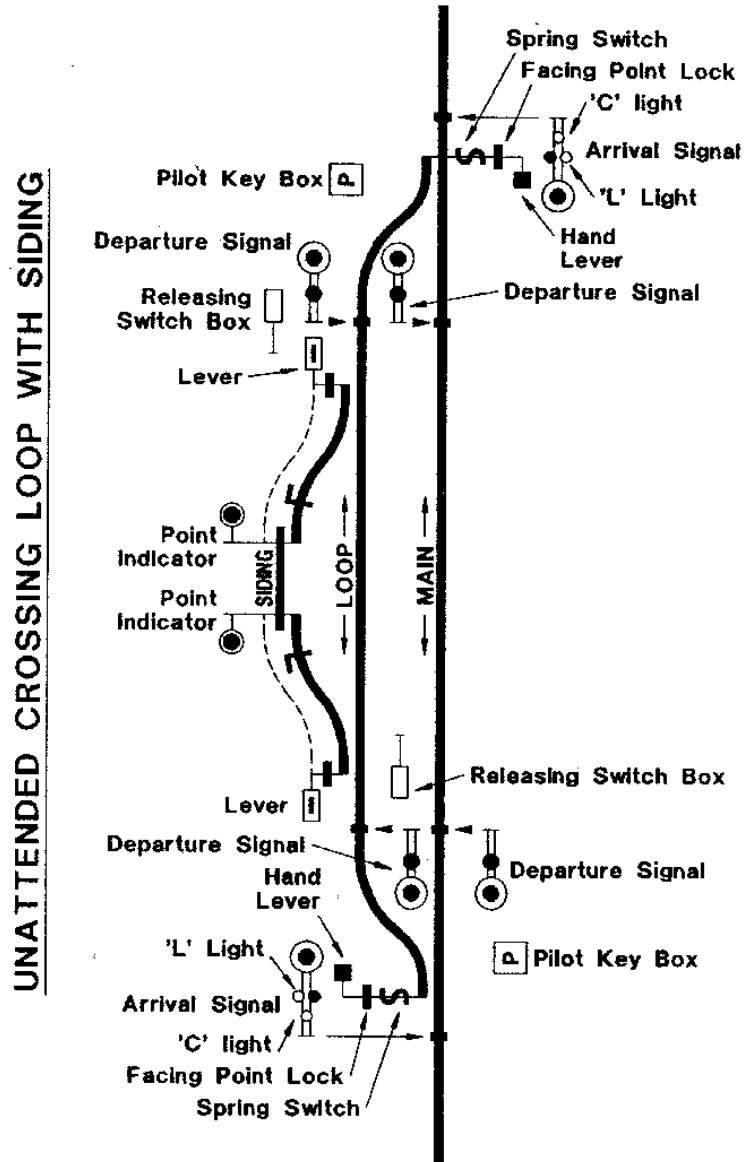 UNATTENDED CROSSING LOOP WITH SIDING
Spring Switch
Facing Point Lock
'C' light
Arrival Signal
'L' Light
Hand
Lever
Pilot Key Box
P
Departure Signal
Departure Signal
Releasing
Switch Box
Lever
Point
Indicator
SIDING
LOOP
MAIN
Point
Indicator
Lever
Releasing Switch Box
Departure Signal
Departure Signal
Hand
Lever
P
Pilot Key Box
'L' Light
Arrival Signal
'C' light
Facing Point Lock
Spring Switch